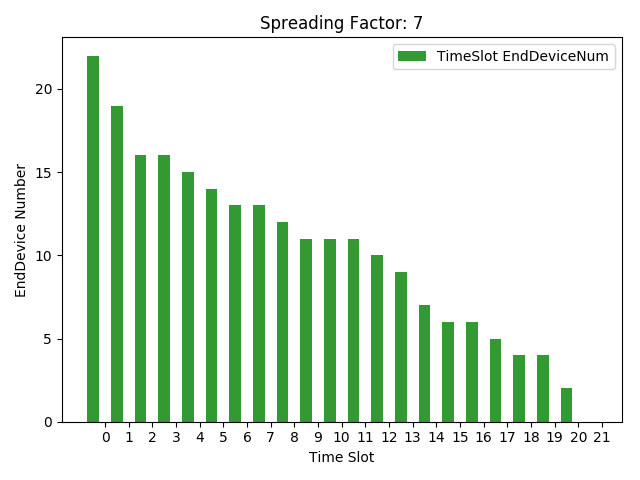 Spreading Factor: 7
TimeSlot EndDeviceNum
EndDevice Number
20
15
10
5
0
0 1 2 3 4 5 6 7 8 9 10 11 12 13 14 15 16 17 18 19 20 21
Time Slot